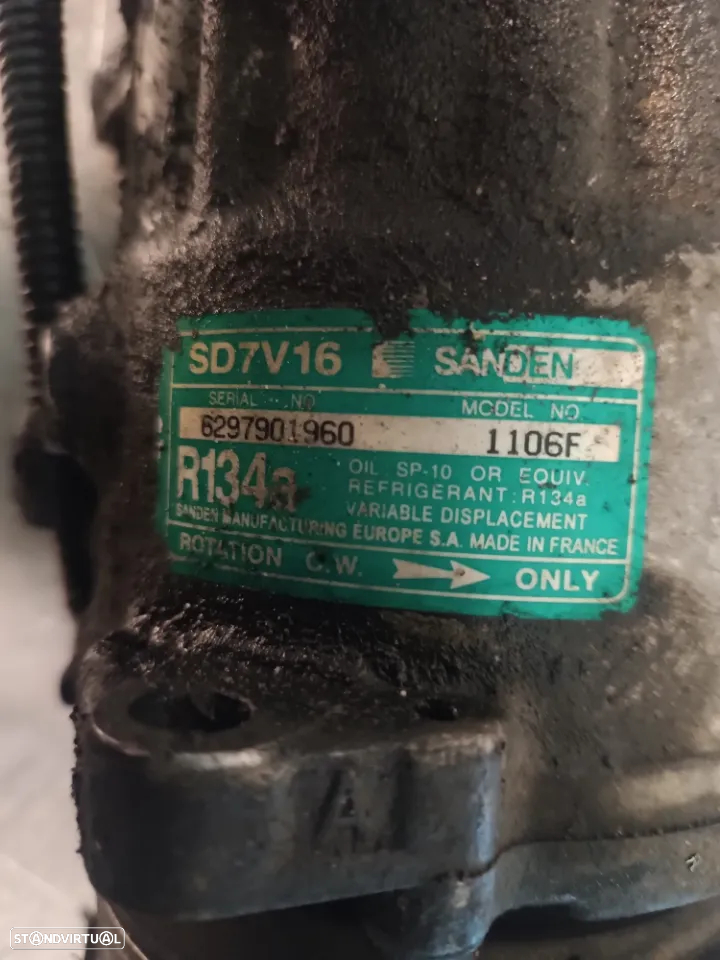 SD7V16 SANDEN
SERIAL NO. MODEL NO.
6297901960 1106F
R134a
OIL SP-10 OR EQUIV.
REFRIGERANT: R134a
VARIABLE DISPLACEMENT
SANDEN MANUFACTURING EUROPE S.A. MADE IN FRANCE
ROTATION C.W. ONLY
A
STANDVIRTUAL